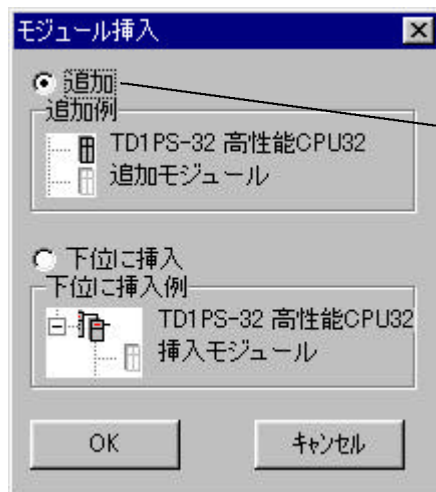 モジュール挿入
追加
追加例
TD1PS-32 高性能CPU32
追加モジュール
下位に挿入
下位に挿入例
TD1PS-32 高性能CPU32
挿入モジュール
OK
キャンセル